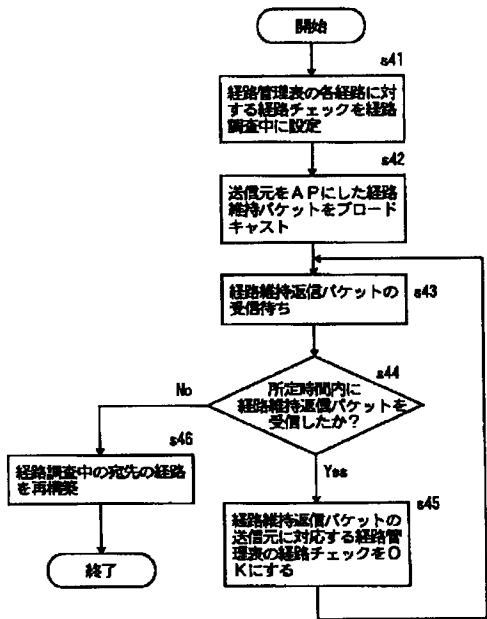 開始
s41
経路管理表の各経路に対
する経路チェックを経路
調査中に設定
s42
送信元をAPにした経路
維持パケットをブロード
キャスト
経路維持返信パケットの
受信待ち
s43
s44
所定時間内に
経路維持返信パケットを
受信したか?
No
Yes
s46
経路調査中の宛先の経路
を再構築
終了
s45
経路維持返信パケットの
送信元に対応する経路管
理表の経路チェックをO
Kにする